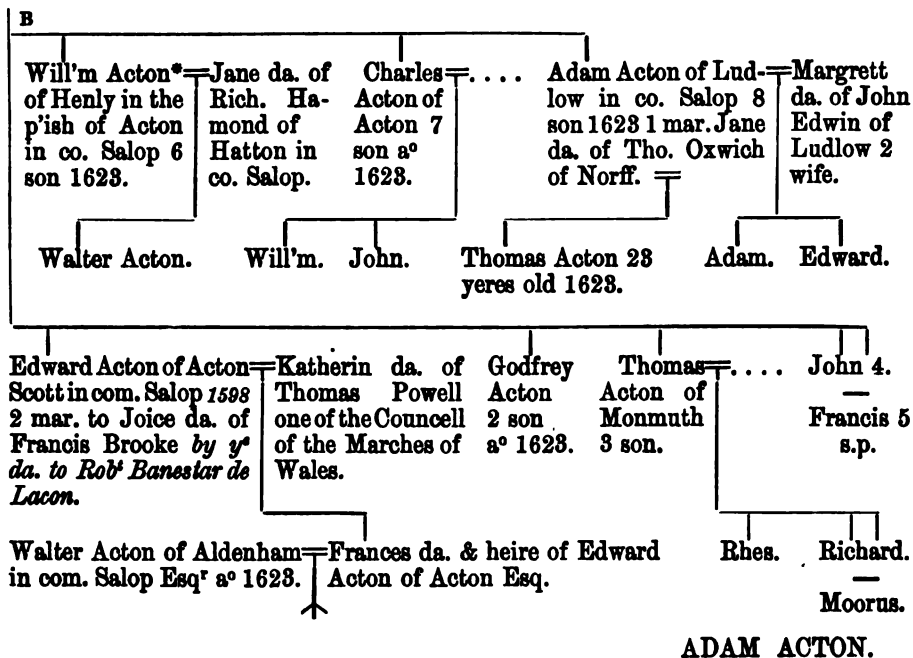 B
Will'm Acton*
of Henly in the
p'ish of Acton
in co. Salop 6
son 1623.
Jane da. of
Rich. Ha-
mond of
Hatton in
co. Salop.
Charles
Acton of
Acton 7
son aº
1623.
. . . .
Adam Acton of Lud-
low in co. Salop 8
son 1623 1 mar. Jane
da. of Tho. Oxwich
of Norff.
Margrett
da. of John
Edwin of
Ludlow 2
wife.
Walter Acton.
Will'm.
John.
Thomas Acton 23
yeres old 1623.
Adam.
Edward.
Edward Acton of Acton
Scott in com. Salop 1598
2 mar. to Joice da. of
Francis Brooke by yᵉ
da. to Robᵗ Banestar de
Lacon.
Katherin da. of
Thomas Powell
one of the Councell
of the Marches of
Wales.
Godfrey
Acton
2 son
aº 1623.
Thomas
Acton of
Monmuth
3 son.
. . . .
John 4.
—
Francis 5
s.p.
Walter Acton of Aldenham
in com. Salop Esqʳ aº 1623.
Frances da. & heire of Edward
Acton of Acton Esq.
Rhes.
Richard.
—
Moorus.
ADAM ACTON.